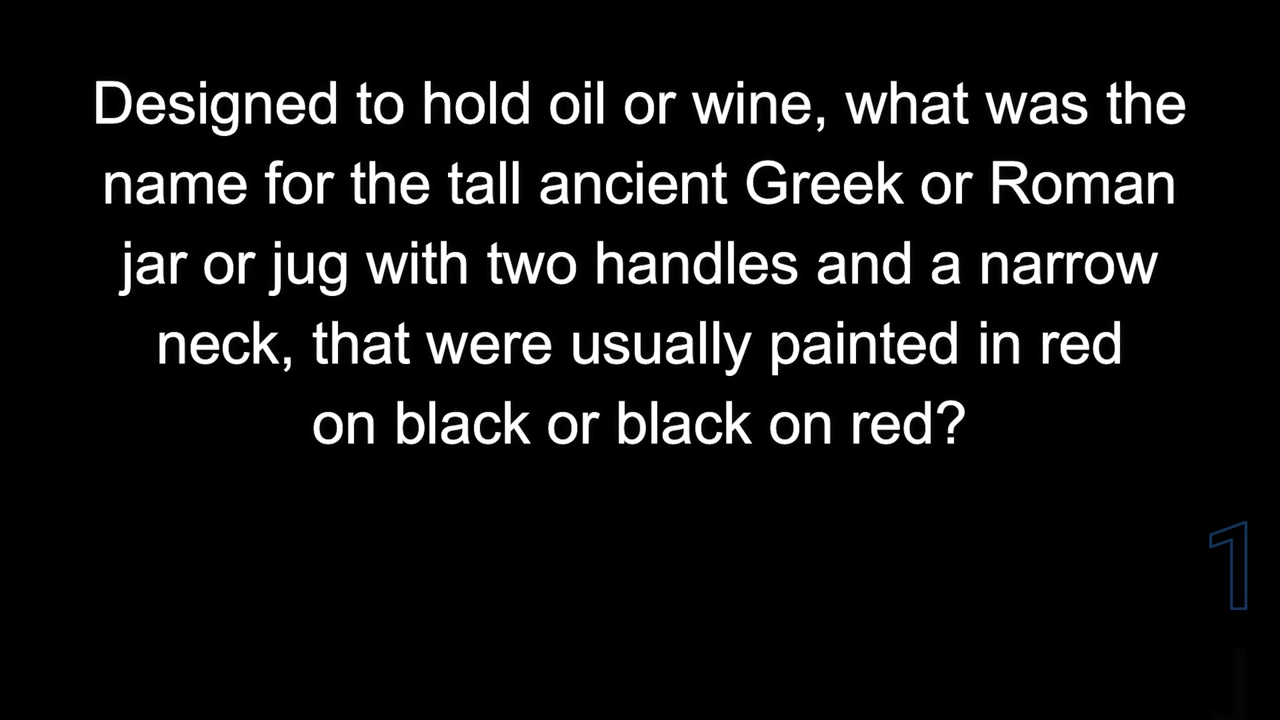 Designed to hold oil or wine, what was the
name for the tall ancient Greek or Roman
jar or jug with two handles and a narrow
neck, that were usually painted in red
on black or black on red?
1